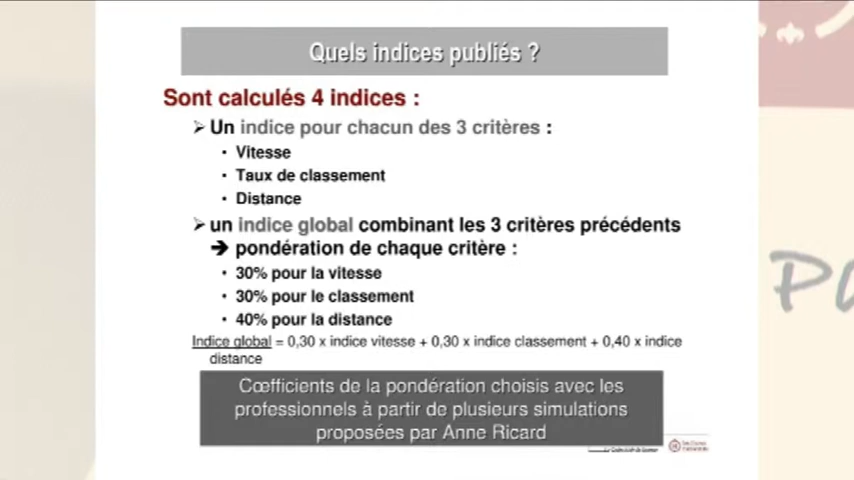 Quels indices publiés ?
Sont calculés 4 indices :
➢ Un indice pour chacun des 3 critères :
• Vitesse
• Taux de classement
• Distance
➢ un indice global combinant les 3 critères précédents
➔ pondération de chaque critère :
• 30% pour la vitesse
• 30% pour le classement
• 40% pour la distance
Indice global = 0,30 x indice vitesse + 0,30 x indice classement + 0,40 x indice
distance
Cœfficients de la pondération choisis avec les
professionnels à partir de plusieurs simulations
proposées par Anne Ricard